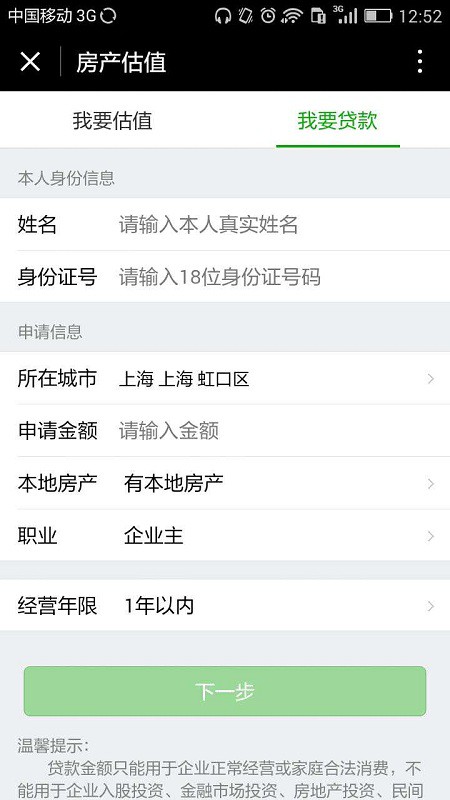 中国移动 3G 3G 12:52
房产估值
我要估值 我要贷款
本人身份信息
姓名 请输入本人真实姓名
身份证号 请输入18位身份证号码
申请信息
所在城市 上海 上海 虹口区
申请金额 请输入金额
本地房产 有本地房产
职业 企业主
经营年限 1年以内
下一步
温馨提示：
贷款金额只能用于企业正常经营或家庭合法消费，不
能用于企业入股投资、金融市场投资、房地产投资、民间